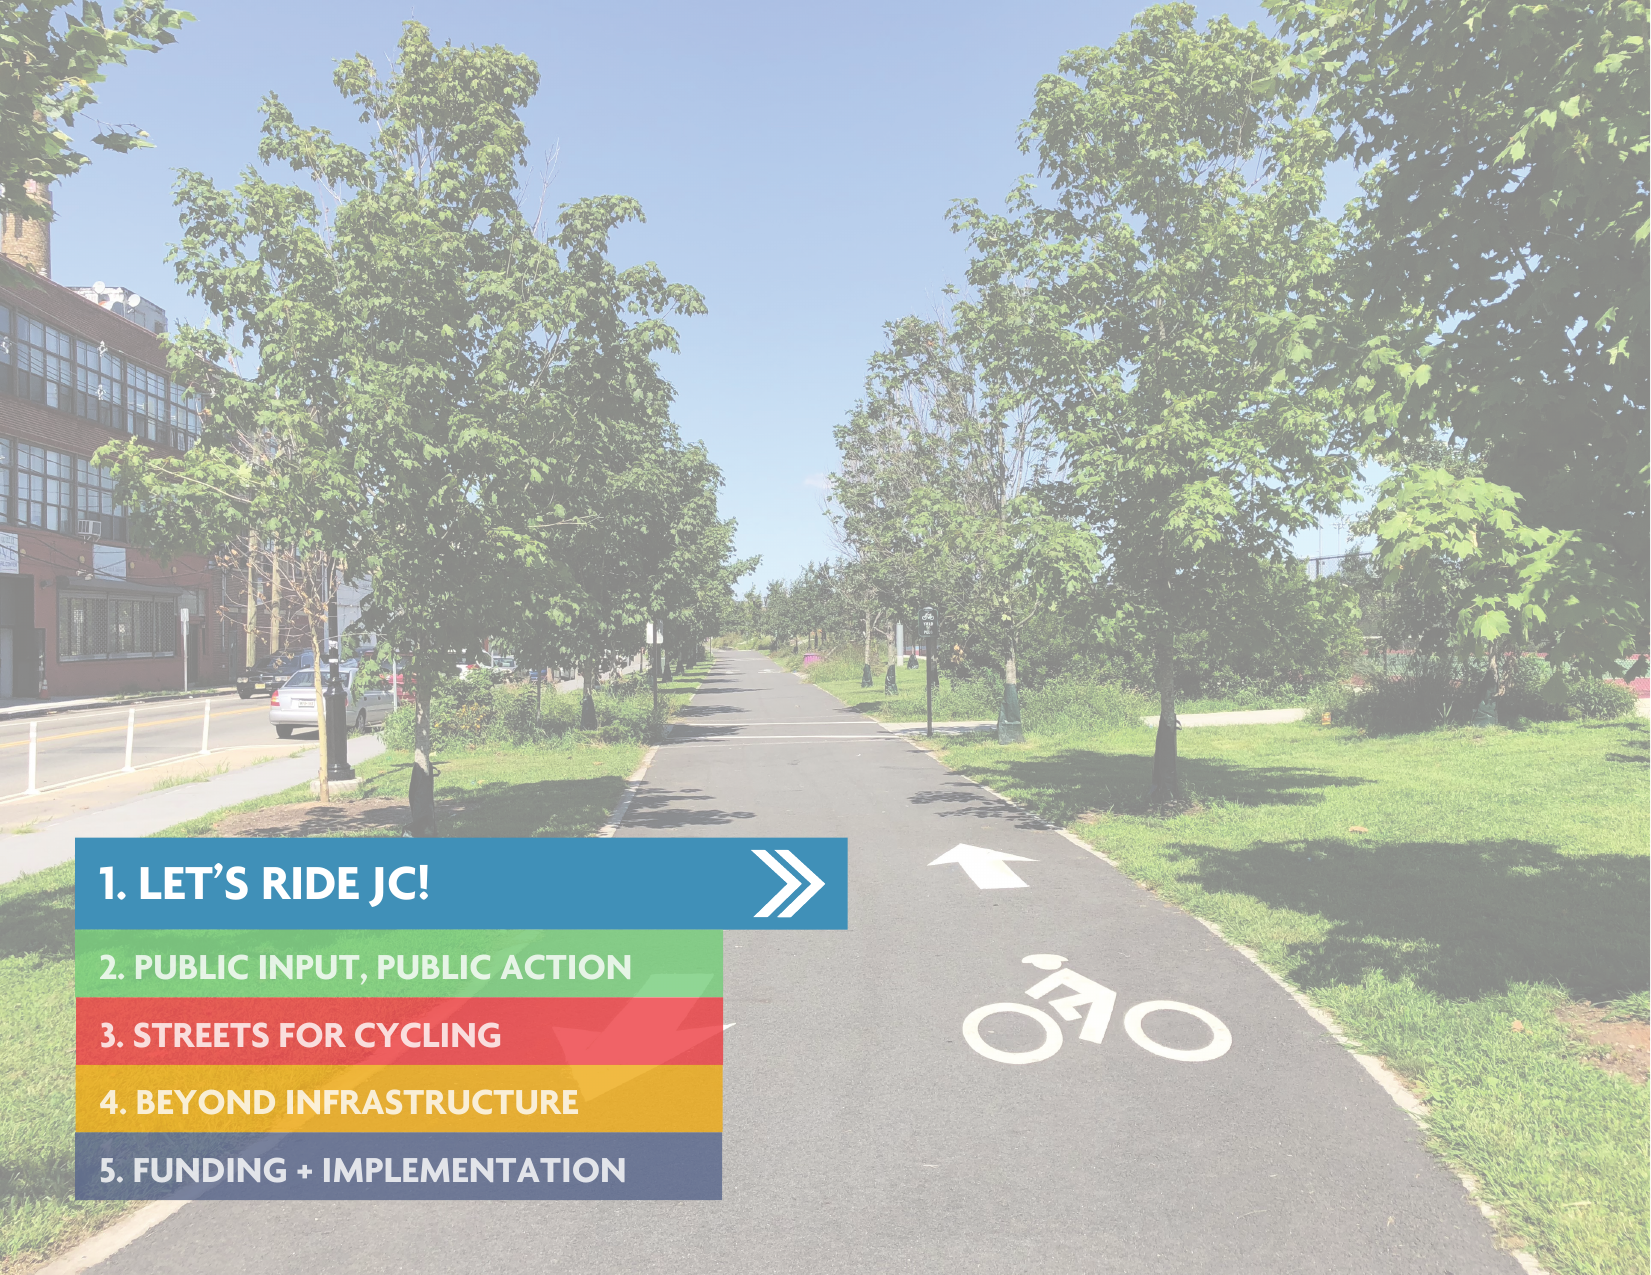 1. LET’S RIDE JC!
2. PUBLIC INPUT, PUBLIC ACTION
3. STREETS FOR CYCLING
4. BEYOND INFRASTRUCTURE
5. FUNDING + IMPLEMENTATION